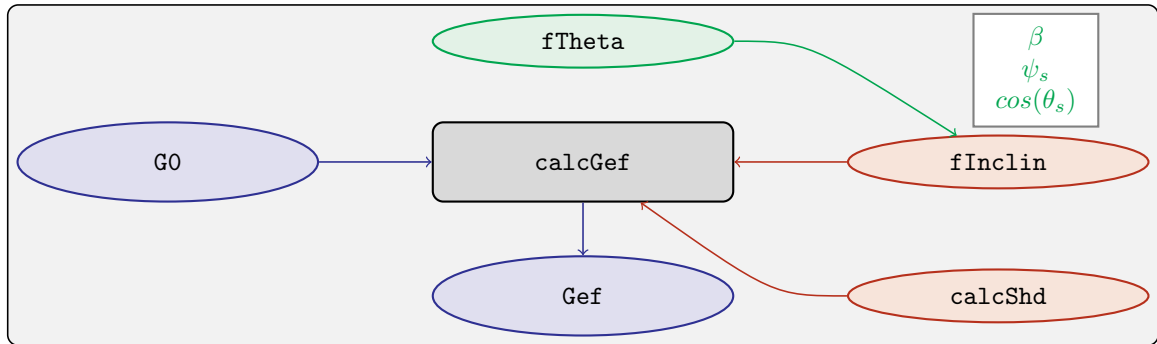 fTheta
β
ψ_s
cos(θ_s)
G0
calcGef
fInclin
Gef
calcShd